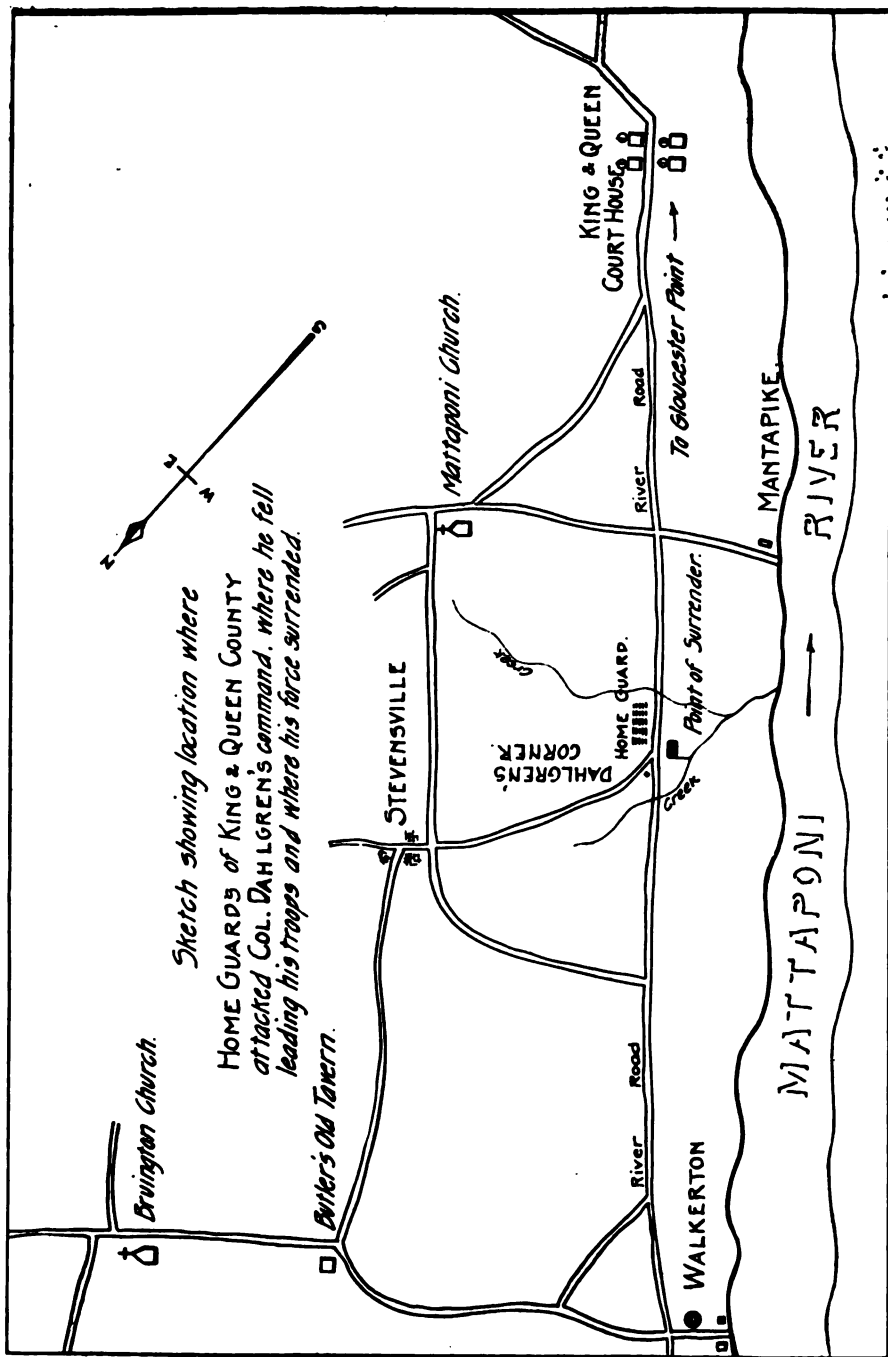 Sketch showing location where
HOME GUARDS of KING & QUEEN COUNTY
attacked COL. DAHLGREN'S command, where he fell
leading his troops and where his force surrended.
N
W
S
Bruington Church.
Butler's Old Tavern.
STEVENSVILLE
Mattaponi Church.
KING & QUEEN
COURT HOUSE
DAHLGREN'S
CORNER.
HOME GUARD.
Creek
Creek
Point of Surrender.
River Road
River Road
To Gloucester Point
WALKERTON
MANTAPIKE.
MATTAPONI RIVER